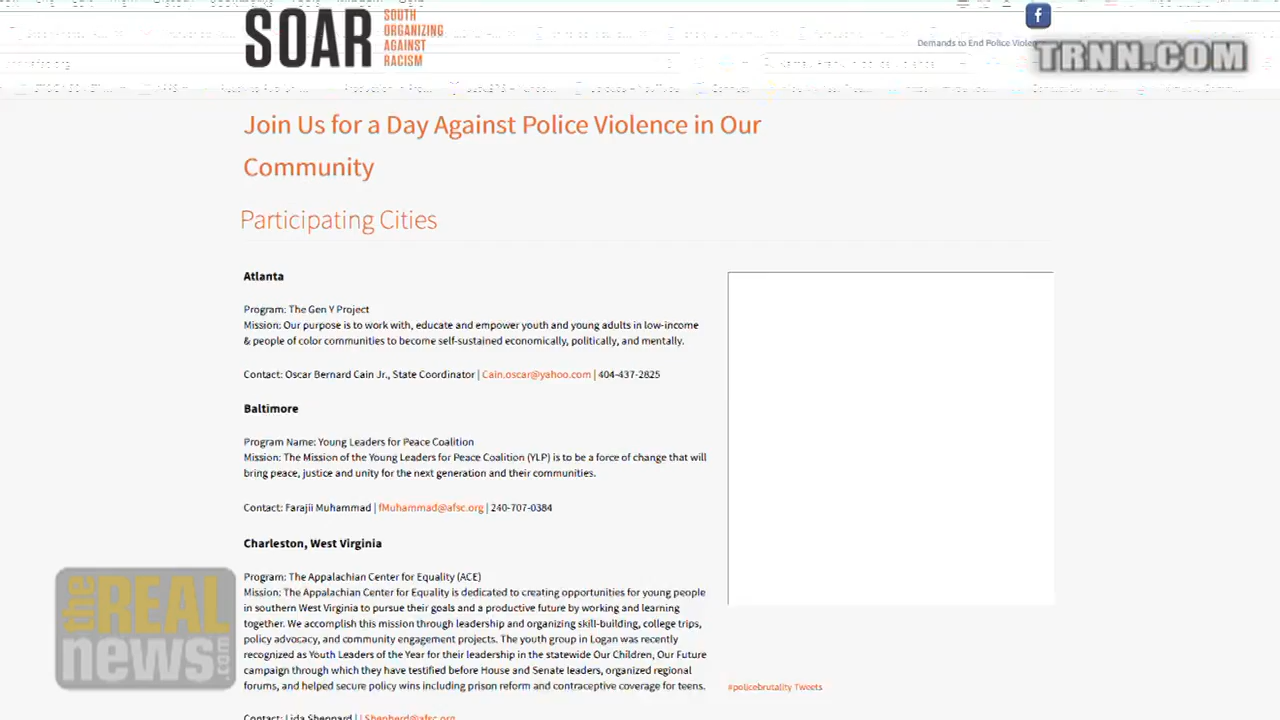 SOAR
SOUTH
ORGANIZING
AGAINST
RACISM
f
Demands to End Police
TRNN.COM
Join Us for a Day Against Police Violence in Our
Community
Participating Cities
Atlanta
Program: The Gen Y Project
Mission: Our purpose is to work with, educate and empower youth and young adults in low-income
& people of color communities to become self-sustained economically, politically, and mentally.
Contact: Oscar Bernard Cain Jr., State Coordinator | Cain.oscar@yahoo.com | 404-437-2825
Baltimore
Program Name: Young Leaders for Peace Coalition
Mission: The Mission of the Young Leaders for Peace Coalition (YLP) is to be a force of change that will
bring peace, justice and unity for the next generation and their communities.
Contact: Farajii Muhammad | fMuhammad@afsc.org | 240-707-0384
Charleston, West Virginia
Program: The Appalachian Center for Equality (ACE)
Mission: The Appalachian Center for Equality is dedicated to creating opportunities for young people
in southern West Virginia to pursue their goals and a productive future by working and learning
together. We accomplish this mission through leadership and organizing skill-building, college trips,
policy advocacy, and community engagement projects. The youth group in Logan was recently
recognized as Youth Leaders of the Year for their leadership in the statewide Our Children, Our Future
campaign through which they have testified before House and Senate leaders, organized regional
forums, and helped secure policy wins including prison reform and contraceptive coverage for teens.
#policebrutality Tweets
the REAL
news.com
Contact: Lida Sheppard | LShepherd@afsc.org